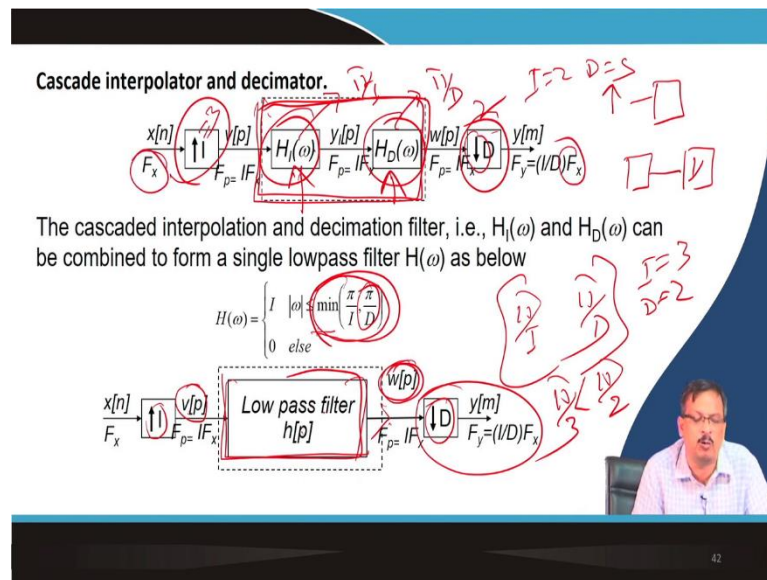 Cascade interpolator and decimator.
π/I π/D I=2 D=5
x[n] ↑I v[p] H_I(ω) y_I[p] H_D(ω) w[p] ↓D y[m]
F_x F_p= IF_x F_p= IF_x F_p= IF_x F_y=(I/D)F_x
The cascaded interpolation and decimation filter, i.e., H_I(ω) and H_D(ω) can
be combined to form a single lowpass filter H(ω) as below
H(ω) = { I |ω| ≤ min(π/I, π/D)
0 else
π/I π/D
I=3
D=2
π/3 < π/2
x[n] ↑I v[p] Low pass filter w[p] ↓D y[m]
F_x F_p= IF_x h[p] F_p= IF_x F_y=(I/D)F_x
42